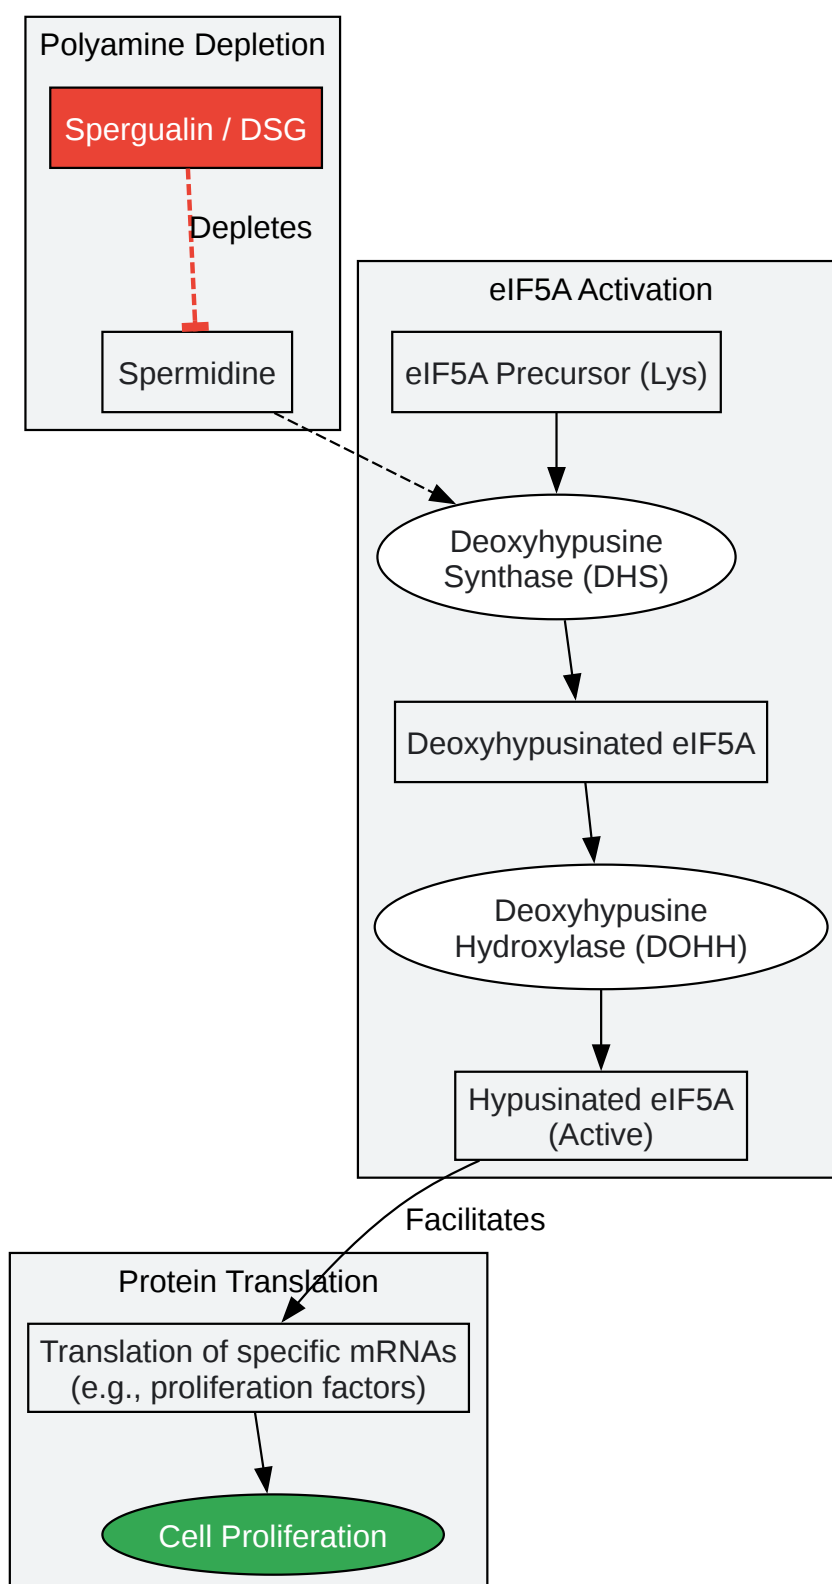 Polyamine Depletion
Spergualin / DSG
Depletes
Spermidine
eIF5A Activation
eIF5A Precursor (Lys)
Deoxyhypusine
Synthase (DHS)
Deoxyhypusinated eIF5A
Deoxyhypusine
Hydroxylase (DOHH)
Hypusinated eIF5A
(Active)
Facilitates
Protein Translation
Translation of specific mRNAs
(e.g., proliferation factors)
Cell Proliferation